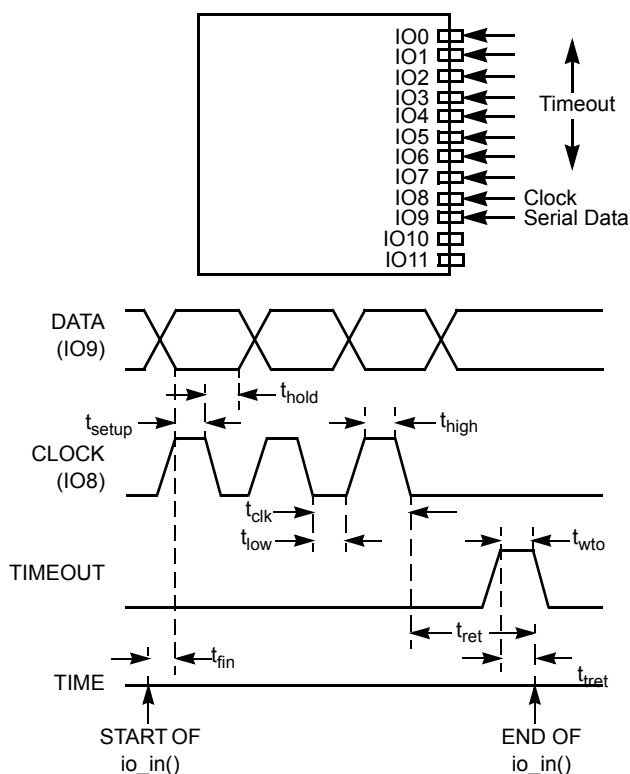 IO0
IO1
IO2
IO3
IO4
Timeout
IO5
IO6
IO7
IO8
Clock
IO9
Serial Data
IO10
IO11
DATA
(IO9)
thold
tsetup
thigh
CLOCK
(IO8)
tclk
tlow
twto
TIMEOUT
tret
tfin
ttret
TIME
START OF
io_in()
END OF
io_in()